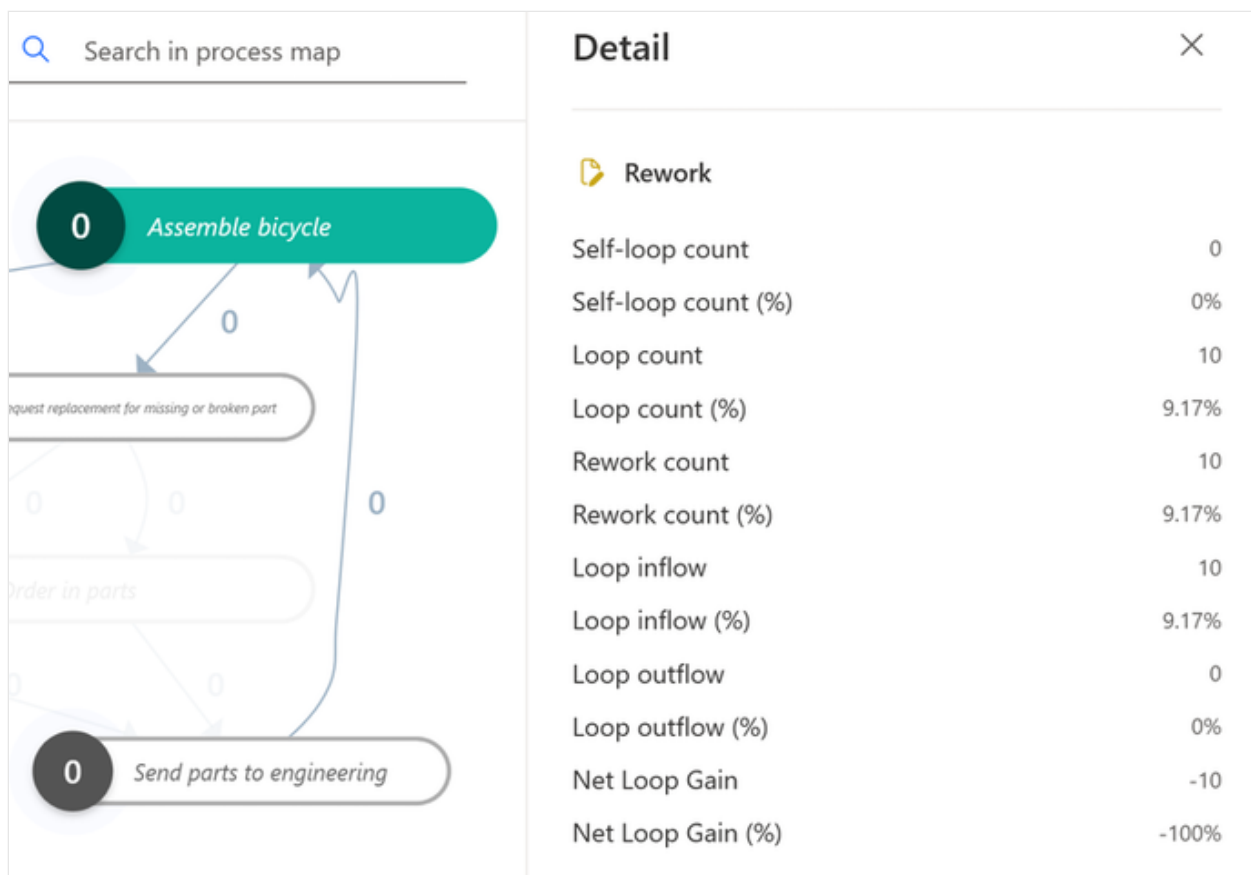 Search in process map
0
Assemble bicycle
0
equest replacement for missing or broken part
0
0
0
Order in parts
0
0
0
Send parts to engineering
Detail
Rework
Self-loop count 0
Self-loop count (%) 0%
Loop count 10
Loop count (%) 9.17%
Rework count 10
Rework count (%) 9.17%
Loop inflow 10
Loop inflow (%) 9.17%
Loop outflow 0
Loop outflow (%) 0%
Net Loop Gain -10
Net Loop Gain (%) -100%